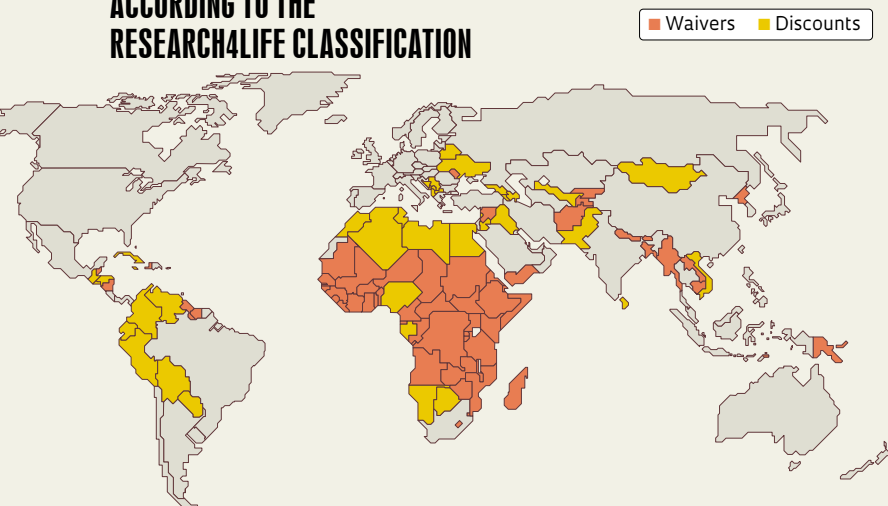 ACCORDING TO THE
RESEARCH4LIFE CLASSIFICATION
Waivers Discounts